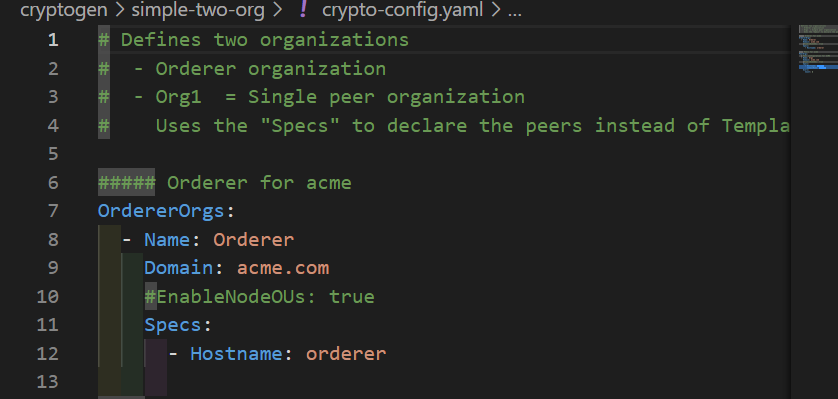 cryptogen > simple-two-org > ! crypto-config.yaml > ...
1 # Defines two organizations
2 #  - Orderer organization
3 #  - Org1  = Single peer organization
4 #    Uses the "Specs" to declare the peers instead of Templa
5
6 ##### Orderer for acme
7 OrdererOrgs:
8   - Name: Orderer
9     Domain: acme.com
10     #EnableNodeOUs: true
11     Specs:
12       - Hostname: orderer
13